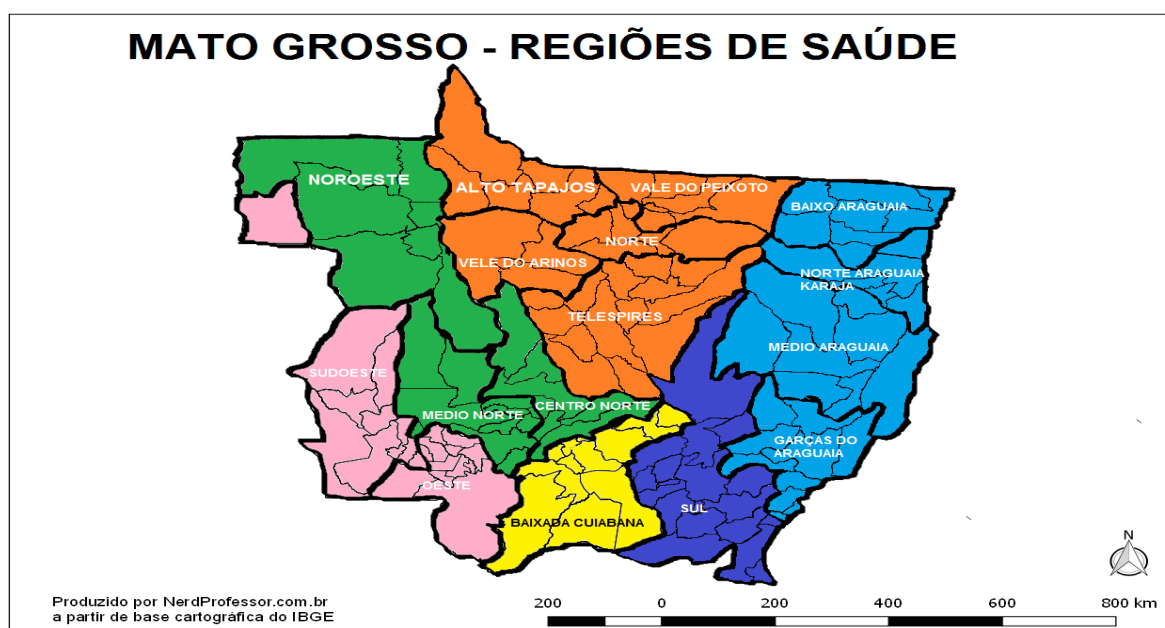 MATO GROSSO - REGIÕES DE SAÚDE
NOROESTE
ALTO TAPAJOS
VALE DO PEIXOTO
BAIXO ARAGUAIA
NORTE
VELE DO ARINOS
NORTE ARAGUAIA
KARAJA
TELESPIRES
MEDIO ARAGUAIA
SUDOESTE
MEDIO NORTE
CENTRO NORTE
GARÇAS DO
ARAGUAIA
OESTE
BAIXADA CUIABANA
SUL
N
Produzido por NerdProfessor.com.br
a partir de base cartográfica do IBGE
200 0 200 400 600 800 km